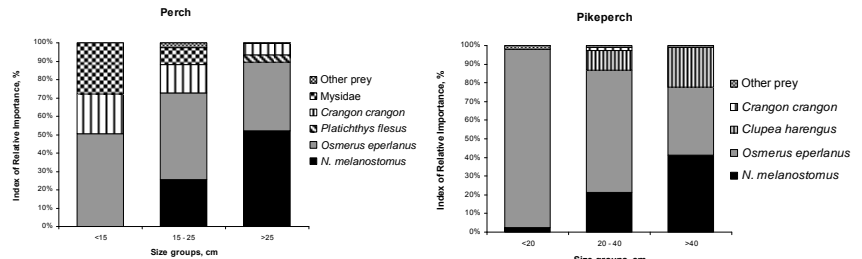 Perch
Index of Relative Importance, %
100%
90%
80%
70%
60%
50%
40%
30%
20%
10%
0%
<15
15 - 25
>25
Size groups, cm
Other prey
Mysidae
Crangon crangon
Platichthys flesus
Osmerus eperlanus
N. melanostomus
Pikeperch
Index of Relative Importance, %
100%
90%
80%
70%
60%
50%
40%
30%
20%
10%
0%
<20
20 - 40
>40
Size groups, cm
Other prey
Crangon crangon
Clupea harengus
Osmerus eperlanus
N. melanostomus